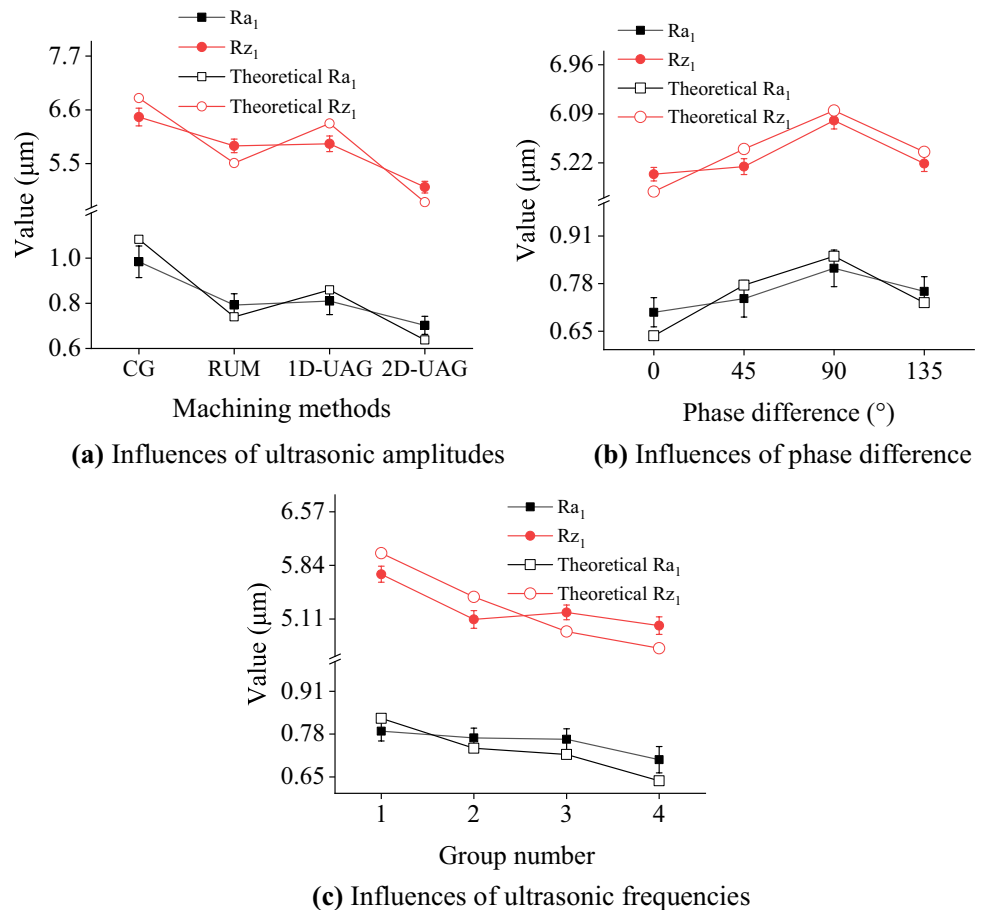 Ra₁
Rz₁
Theoretical Ra₁
Theoretical Rz₁
7.7
6.6
5.5
1.0
0.8
0.6
Value (μm)
CG RUM 1D-UAG 2D-UAG
Machining methods
(a) Influences of ultrasonic amplitudes
Ra₁
Rz₁
Theoretical Ra₁
Theoretical Rz₁
6.96
6.09
5.22
0.91
0.78
0.65
Value (μm)
0 45 90 135
Phase difference (°)
(b) Influences of phase difference
Ra₁
Rz₁
Theoretical Ra₁
Theoretical Rz₁
6.57
5.84
5.11
0.91
0.78
0.65
Value (μm)
1 2 3 4
Group number
(c) Influences of ultrasonic frequencies